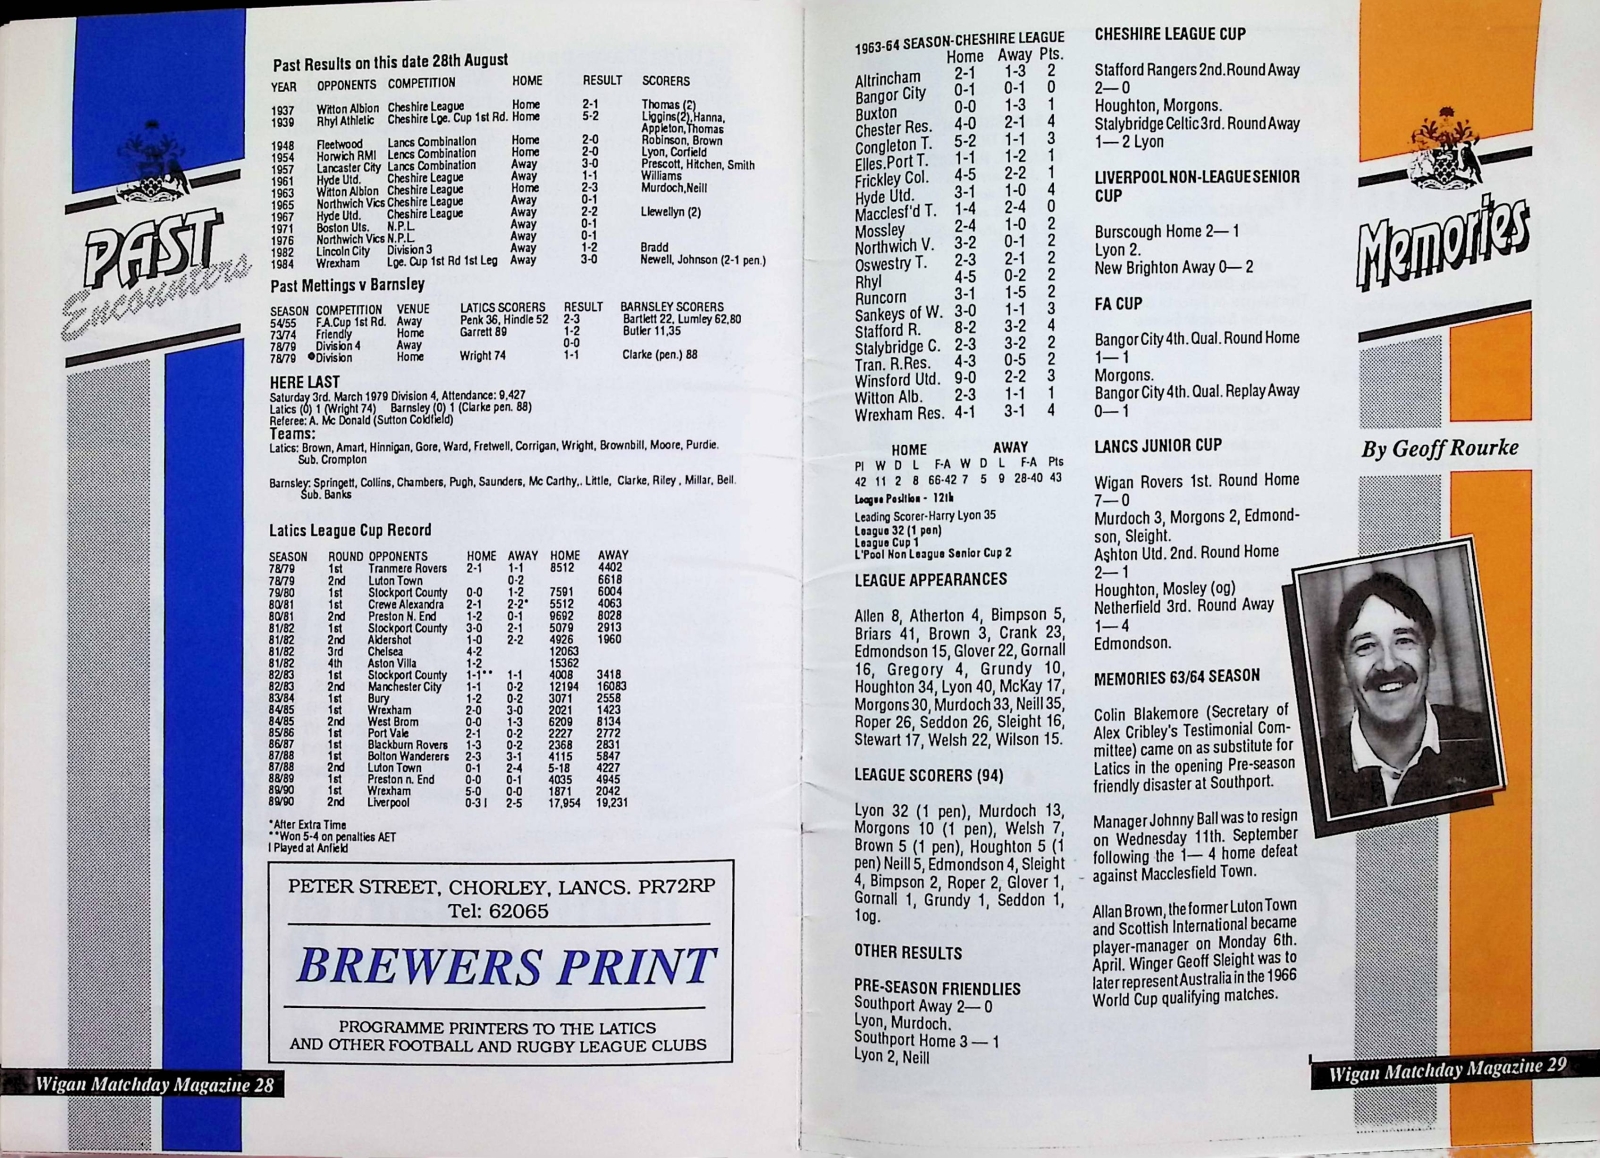 PAST
Encounters
Past Results on this date 28th August
YEAR OPPONENTS COMPETITION HOME RESULT SCORERS
1937 Witton Albion Cheshire League Home 2-1 Thomas (2)
1939 Rhyl Athletic Cheshire Lge. Cup 1st Rd. Home 5-2 Liggins(2),Hanna,
Appleton,Thomas
1948 Fleetwood Lancs Combination Home 2-0 Robinson, Brown
1954 Horwich RMI Lencs Combination Home 2-0 Lyon, Corfield
1957 Lancaster City Lancs Combination Away 3-0 Prescott, Hitchen, Smith
1961 Hyde Utd. Cheshire League Away 1-1 Williams
1963 Witton Albion Cheshire League Home 2-3 Murdoch,Neill
1965 Northwich Vics Cheshire League Away 0-1
1967 Hyde Utd. Cheshire League Away 2-2 Llewellyn (2)
1971 Boston Uts. N.P.L. Away 0-1
1976 Northwich Vics N.P.L. Away 0-1
1982 Lincoln City Division 3 Away 1-2 Bradd
1984 Wrexham Lge. Cup 1st Rd 1st Leg Away 3-0 Newell, Johnson (2-1 pen.)
Past Mettings v Barnsley
SEASON COMPETITION VENUE LATICS SCORERS RESULT BARNSLEY SCORERS
54/55 F.A.Cup 1st Rd. Away Penk 36, Hindle 52 2-3 Bartlett 22, Lumley 62,80
73/74 Friendly Home Garrett 89 1-2 Butler 11,35
78/79 Division 4 Away 0-0
78/79 Division Home Wright 74 1-1 Clarke (pen.) 88
HERE LAST
Saturday 3rd. March 1979 Division 4, Attendance: 9,427
Latics (0) 1 (Wright 74) Barnsley (0) 1 (Clarke pen. 88)
Referee: A. Mc Donald (Sutton Coldfield)
Teams:
Latics: Brown, Amart, Hinnigan, Gore, Ward, Fretwell, Corrigan, Wright, Brownbill, Moore, Purdie.
Sub. Crompton
Barnsley: Springett, Collins, Chambers, Pugh, Saunders, Mc Carthy,. Little, Clarke, Riley , Millar, Bell.
Sub. Banks
Latics League Cup Record
SEASON ROUND OPPONENTS HOME AWAY HOME AWAY
78/79 1st Tranmere Rovers 2-1 1-1 8512 4402
78/79 2nd Luton Town 0-2 6618
79/80 1st Stockport County 0-0 1-2 7591 6004
80/81 1st Crewe Alexandra 2-1 2-2* 5512 4063
80/81 2nd Preston N. End 1-2 0-1 9692 8028
81/82 1st Stockport County 3-0 2-1 5079 2913
81/82 2nd Aldershot 1-0 2-2 4926 1960
81/82 3rd Chelsea 4-2 12063
81/82 4th Aston Villa 1-2 15362
82/83 1st Stockport County 1-1** 1-1 4008 3418
82/83 2nd Manchester City 1-1 0-2 12194 16083
83/84 1st Bury 1-2 0-2 3071 2558
84/85 1st Wrexham 2-0 3-0 2021 1423
84/85 2nd West Brom 0-0 1-3 6209 8134
85/86 1st Port Vale 2-1 0-2 2227 2772
86/87 1st Blackburn Rovers 1-3 0-2 2368 2831
87/88 1st Bolton Wanderers 2-3 3-1 4115 5847
87/88 2nd Luton Town 0-1 2-4 5-18 4227
88/89 1st Preston n. End 0-0 0-1 4035 4945
89/90 1st Wrexham 5-0 0-0 1871 2042
89/90 2nd Liverpool 0-3 I 2-5 17,954 19,231
*After Extra Time
**Won 5-4 on penalties AET
I Played at Anfield
PETER STREET, CHORLEY, LANCS. PR72RP
Tel: 62065
BREWERS PRINT
PROGRAMME PRINTERS TO THE LATICS
AND OTHER FOOTBALL AND RUGBY LEAGUE CLUBS
Wigan Matchday Magazine 28
1963-64 SEASON-CHESHIRE LEAGUE
Home Away Pts.
Altrincham 2-1 1-3 2
Bangor City 0-1 0-1 0
Buxton 0-0 1-3 1
Chester Res. 4-0 2-1 4
Congleton T. 5-2 1-1 3
Elles.Port T. 1-1 1-2 1
Frickley Col. 4-5 2-2 1
Hyde Utd. 3-1 1-0 4
Macclesf'd T. 1-4 2-4 0
Mossley 2-4 1-0 2
Northwich V. 3-2 0-1 2
Oswestry T. 2-3 2-1 2
Rhyl 4-5 0-2 2
Runcorn 3-1 1-5 2
Sankeys of W. 3-0 1-1 3
Stafford R. 8-2 3-2 4
Stalybridge C. 2-3 3-2 2
Tran. R.Res. 4-3 0-5 2
Winsford Utd. 9-0 2-2 3
Witton Alb. 2-3 1-1 1
Wrexham Res. 4-1 3-1 4
HOME AWAY
Pl W D L F-A W D L F-A Pts
42 11 2 8 66-42 7 5 9 28-40 43
League Position - 12th
Leading Scorer-Harry Lyon 35
League 32 (1 pen)
League Cup 1
L'Pool Non League Senior Cup 2
LEAGUE APPEARANCES
Allen 8, Atherton 4, Bimpson 5,
Briars 41, Brown 3, Crank 23,
Edmondson 15, Glover 22, Gornall
16, Gregory 4, Grundy 10,
Houghton 34, Lyon 40, McKay 17,
Morgons 30, Murdoch 33, Neill 35,
Roper 26, Seddon 26, Sleight 16,
Stewart 17, Welsh 22, Wilson 15.
LEAGUE SCORERS (94)
Lyon 32 (1 pen), Murdoch 13,
Morgons 10 (1 pen), Welsh 7,
Brown 5 (1 pen), Houghton 5 (1
pen) Neill 5, Edmondson 4, Sleight
4, Bimpson 2, Roper 2, Glover 1,
Gornall 1, Grundy 1, Seddon 1,
1og.
OTHER RESULTS
PRE-SEASON FRIENDLIES
Southport Away 2— 0
Lyon, Murdoch.
Southport Home 3 — 1
Lyon 2, Neill
CHESHIRE LEAGUE CUP
Stafford Rangers 2nd. Round Away
2— 0
Houghton, Morgons.
Stalybridge Celtic 3rd. Round Away
1— 2 Lyon
LIVERPOOL NON-LEAGUE SENIOR
CUP
Burscough Home 2— 1
Lyon 2.
New Brighton Away 0— 2
FA CUP
Bangor City 4th. Qual. Round Home
1— 1
Morgons.
Bangor City 4th. Qual. Replay Away
0— 1
LANCS JUNIOR CUP
Wigan Rovers 1st. Round Home
7— 0
Murdoch 3, Morgons 2, Edmond-
son, Sleight.
Ashton Utd. 2nd. Round Home
2— 1
Houghton, Mosley (og)
Netherfield 3rd. Round Away
1— 4
Edmondson.
MEMORIES 63/64 SEASON
Colin Blakemore (Secretary of
Alex Cribley's Testimonial Com-
mittee) came on as substitute for
Latics in the opening Pre-season
friendly disaster at Southport.
Manager Johnny Ball was to resign
on Wednesday 11th. September
following the 1— 4 home defeat
against Macclesfield Town.
Allan Brown, the former Luton Town
and Scottish International became
player-manager on Monday 6th.
April. Winger Geoff Sleight was to
later represent Australia in the 1966
World Cup qualifying matches.
Memories
By Geoff Rourke
Wigan Matchday Magazine 29